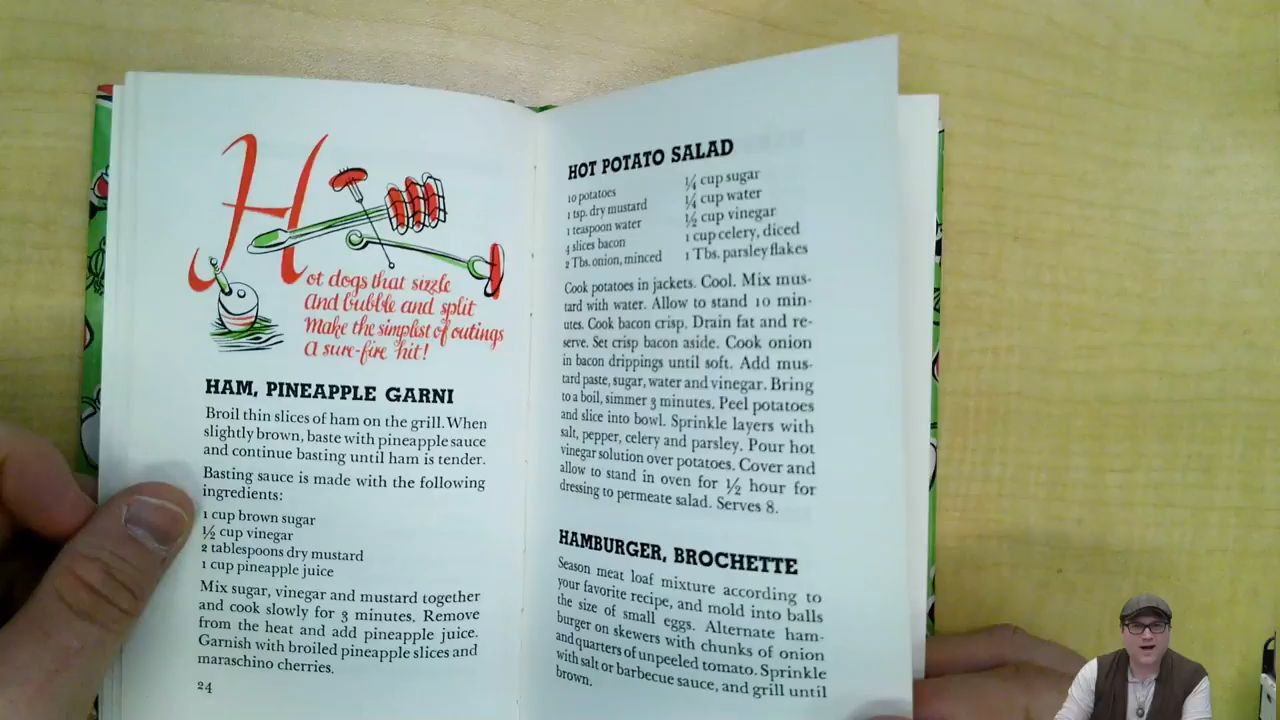 Hot dogs that sizzle
And bubble and split
Make the simplest of outings
A sure-fire hit!
HAM, PINEAPPLE GARNI
Broil thin slices of ham on the grill. When
slightly brown, baste with pineapple sauce
and continue basting until ham is tender.
Basting sauce is made with the following
ingredients:
1 cup brown sugar
½ cup vinegar
2 tablespoons dry mustard
1 cup pineapple juice
Mix sugar, vinegar and mustard together
and cook slowly for 3 minutes. Remove
from the heat and add pineapple juice.
Garnish with broiled pineapple slices and
maraschino cherries.
24
HOT POTATO SALAD
10 potatoes
1 tsp. dry mustard
1 teaspoon water
4 slices bacon
2 Tbs. onion, minced
¼ cup sugar
¼ cup water
½ cup vinegar
1 cup celery, diced
1 Tbs. parsley flakes
Cook potatoes in jackets. Cool. Mix mus-
tard with water. Allow to stand 10 min-
utes. Cook bacon crisp. Drain fat and re-
serve. Set crisp bacon aside. Cook onion
in bacon drippings until soft. Add mus-
tard paste, sugar, water and vinegar. Bring
to a boil, simmer 3 minutes. Peel potatoes
and slice into bowl. Sprinkle layers with
salt, pepper, celery and parsley. Pour hot
vinegar solution over potatoes. Cover and
allow to stand in oven for ½ hour for
dressing to permeate salad. Serves 8.
HAMBURGER, BROCHETTE
Season meat loaf mixture according to
your favorite recipe, and mold into balls
the size of small eggs. Alternate ham-
burger on skewers with chunks of onion
and quarters of unpeeled tomato. Sprinkle
with salt or barbecue sauce, and grill until
brown.